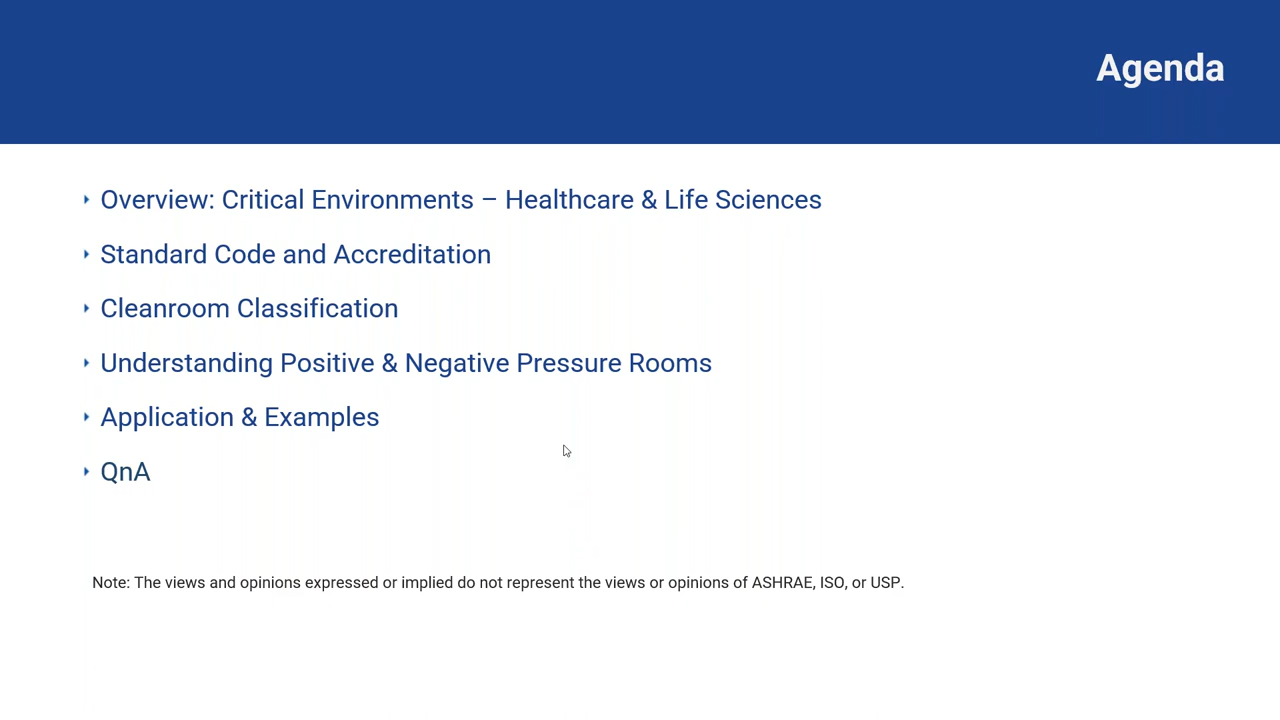 Agenda
Overview: Critical Environments – Healthcare & Life Sciences
Standard Code and Accreditation
Cleanroom Classification
Understanding Positive & Negative Pressure Rooms
Application & Examples
QnA
Note: The views and opinions expressed or implied do not represent the views or opinions of ASHRAE, ISO, or USP.